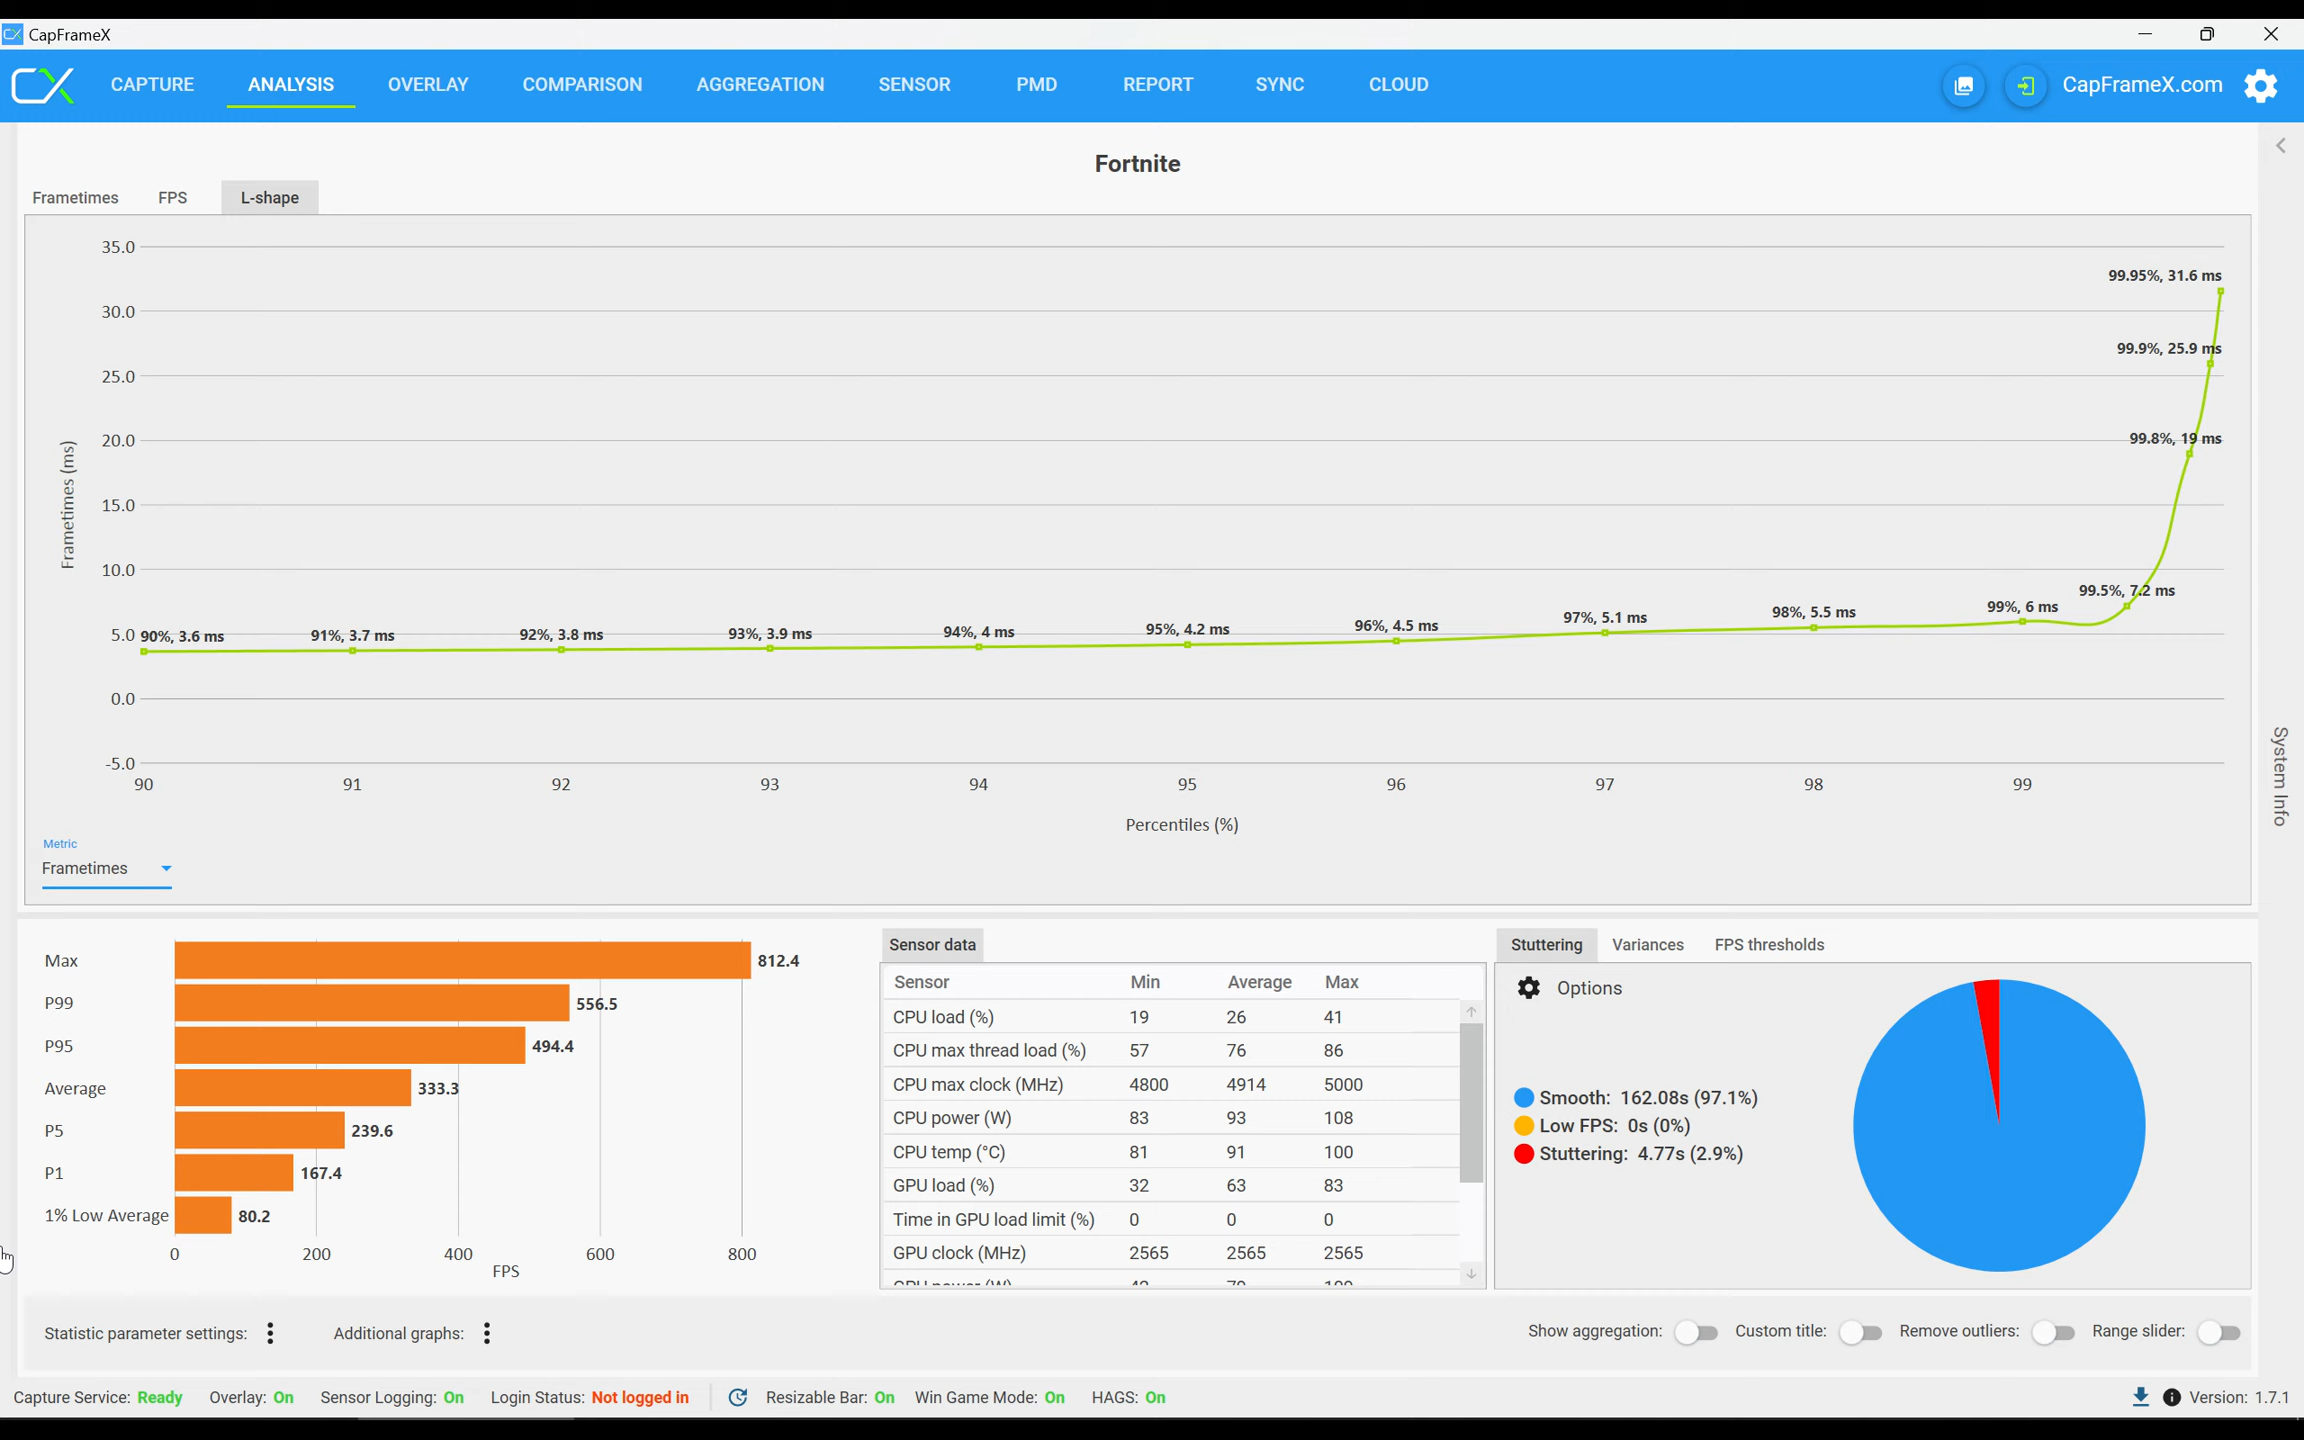 CapFrameX
CX CAPTURE ANALYSIS OVERLAY COMPARISON AGGREGATION SENSOR PMD REPORT SYNC CLOUD CapFrameX.com
Fortnite
Frametimes FPS L-shape
35.0
99.95%, 31.6 ms
30.0
99.9%, 25.9 ms
25.0
20.0 99.8%, 19 ms
Frametimes (ms)
15.0
10.0
99.5%, 7.2 ms
5.0 90%, 3.6 ms 91%, 3.7 ms 92%, 3.8 ms 93%, 3.9 ms 94%, 4 ms 95%, 4.2 ms 96%, 4.5 ms 97%, 5.1 ms 98%, 5.5 ms 99%, 6 ms
0.0
-5.0
90 91 92 93 94 95 96 97 98 99
Percentiles (%)
System Info
Metric
Frametimes
Max 812.4
P99 556.5
P95 494.4
Average 333.3
P5 239.6
P1 167.4
1% Low Average 80.2
0 200 400 600 800
FPS
Sensor data
Sensor Min Average Max
CPU load (%) 19 26 41
CPU max thread load (%) 57 76 86
CPU max clock (MHz) 4800 4914 5000
CPU power (W) 83 93 108
CPU temp (°C) 81 91 100
GPU load (%) 32 63 83
Time in GPU load limit (%) 0 0 0
GPU clock (MHz) 2565 2565 2565
Stuttering Variances FPS thresholds
Options
Smooth: 162.08s (97.1%)
Low FPS: 0s (0%)
Stuttering: 4.77s (2.9%)
Statistic parameter settings: Additional graphs: Show aggregation: Custom title: Remove outliers: Range slider:
Capture Service: Ready Overlay: On Sensor Logging: On Login Status: Not logged in Resizable Bar: On Win Game Mode: On HAGS: On Version: 1.7.1